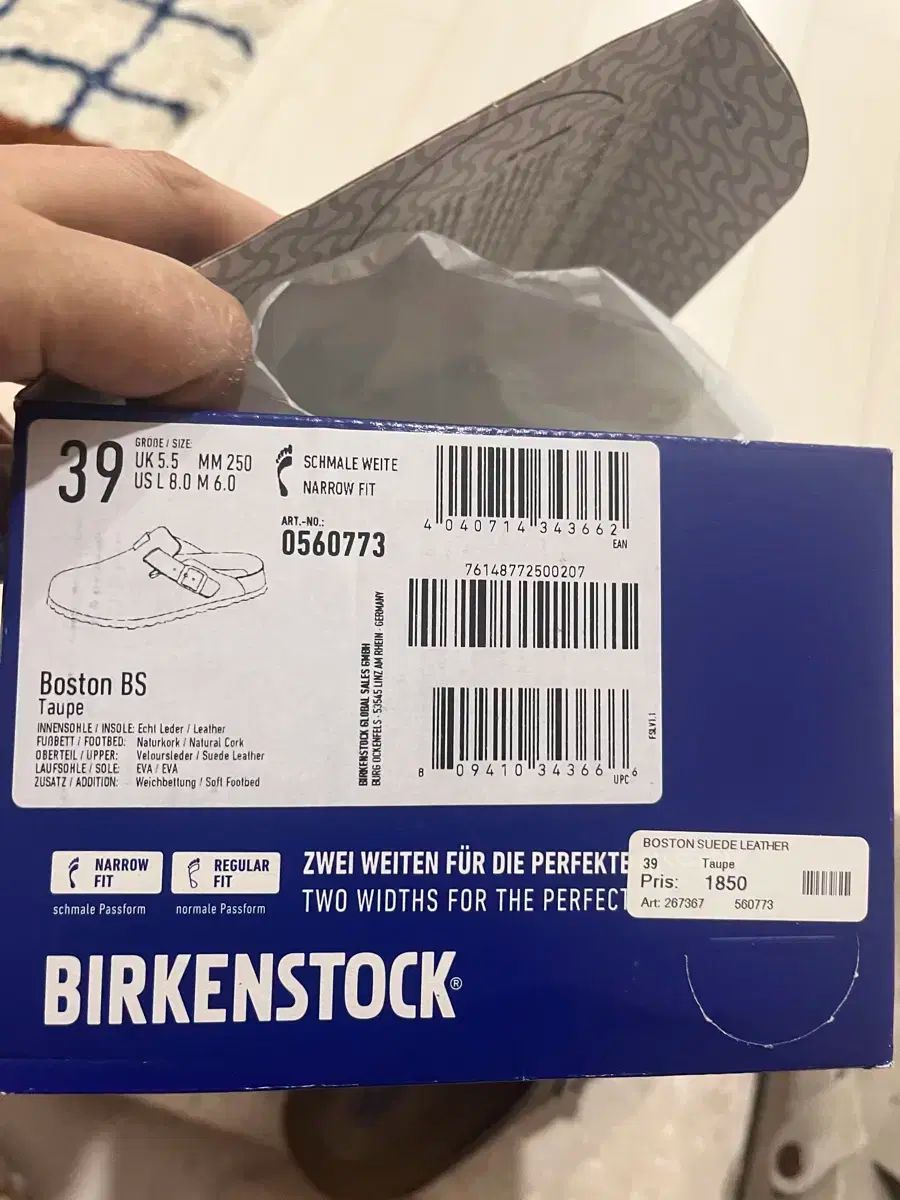 39
GRÖßE / SIZE:
UK 5.5 MM 250
US L 8.0 M 6.0
SCHMALE WEITE
NARROW FIT
ART.-NO.:
0560773
4 040714 343662
EAN
76148772500207
8 09410 34366 6
UPC
FSLV1.1
BIRKENSTOCK GLOBAL SALES GMBH
BURG OCKENFELS · 53545 LINZ AM RHEIN · GERMANY
Boston BS
Taupe
INNENSOHLE / INSOLE: Echt Leder / Leather
FUßBETT / FOOTBED: Naturkork / Natural Cork
OBERTEIL / UPPER: Veloursleder / Suede Leather
LAUFSOHLE / SOLE: EVA / EVA
ZUSATZ / ADDITION: Weichbettung / Soft Footbed
NARROW
FIT
schmale Passform
REGULAR
FIT
normale Passform
ZWEI WEITEN FÜR DIE PERFEKTE
TWO WIDTHS FOR THE PERFECT
BOSTON SUEDE LEATHER
39 Taupe
Pris: 1850
Art: 267367 560773
BIRKENSTOCK®